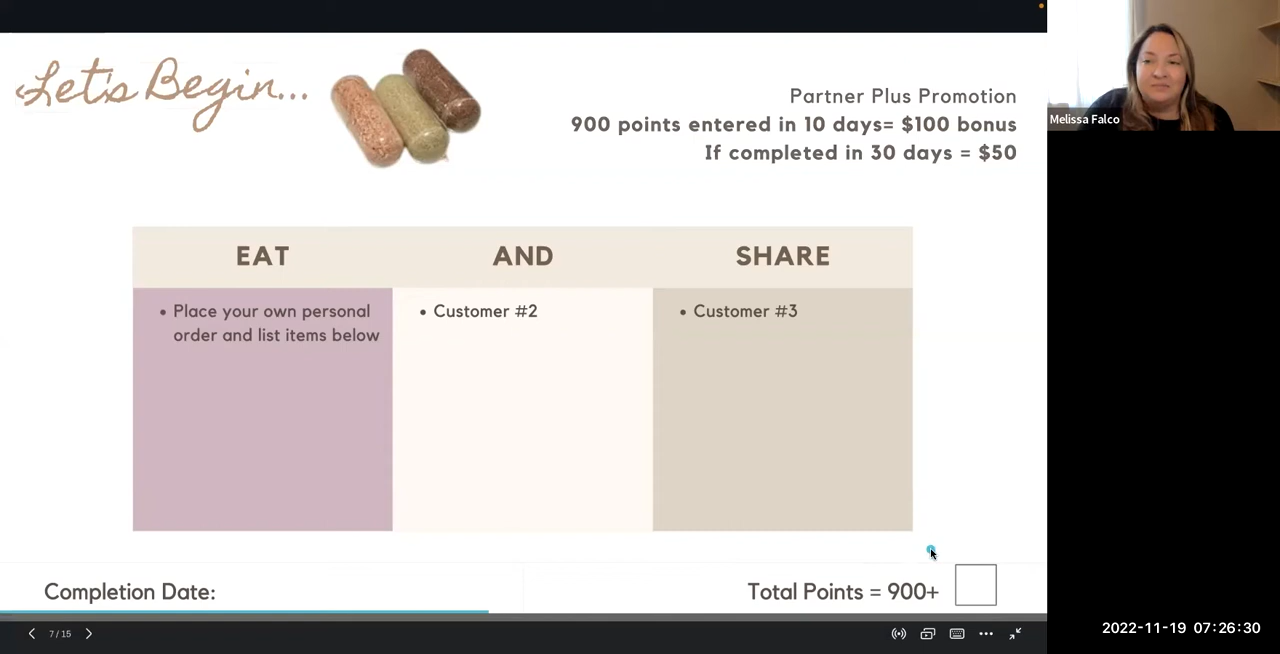 Let's Begin...
Partner Plus Promotion
900 points entered in 10 days= $100 bonus
If completed in 30 days = $50
Melissa Falco
EAT
AND
SHARE
• Place your own personal
order and list items below
• Customer #2
• Customer #3
Completion Date:
Total Points = 900+
7 / 15
2022-11-19 07:26:30